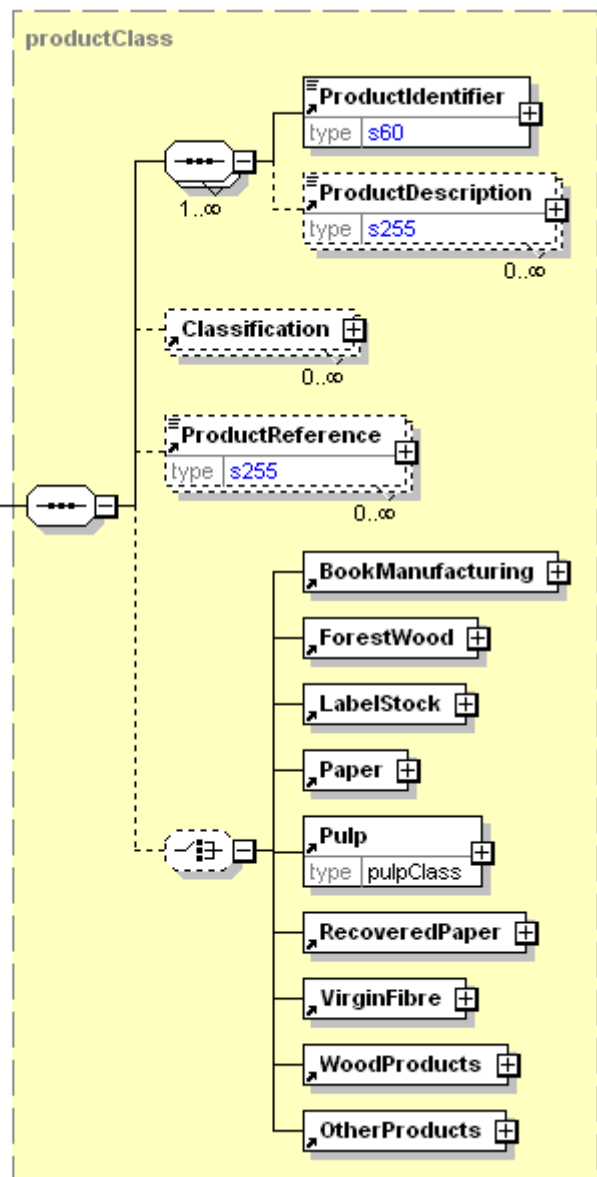 productClass
ProductIdentifier
type s60
1..∞
ProductDescription
type s255
0..∞
Classification
0..∞
ProductReference
type s255
0..∞
BookManufacturing
ForestWood
LabelStock
Paper
Pulp
type pulpClass
RecoveredPaper
VirginFibre
WoodProducts
OtherProducts